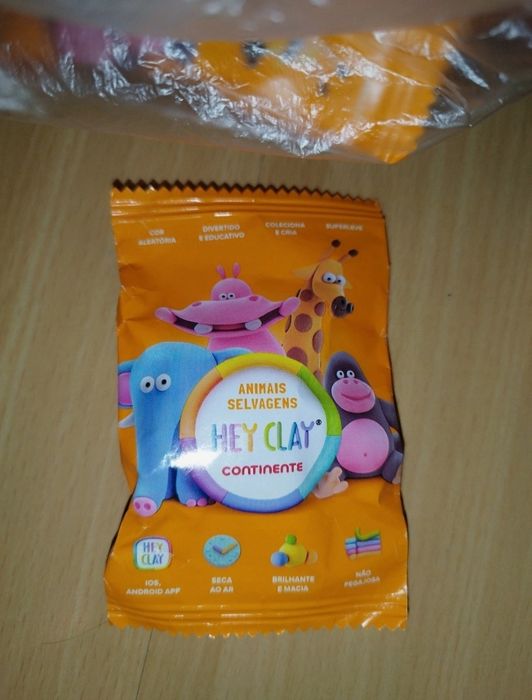 COR
ALEATÓRIA
DIVERTIDO
E EDUCATIVO
COLECIONA
E CRIA
SUPERLEVE
ANIMAIS
SELVAGENS
HEY CLAY®
CONTINENTE
HEY
CLAY
IOS,
ANDROID APP
SECA
AO AR
BRILHANTE
E MACIA
NÃO
PEGAJOSA